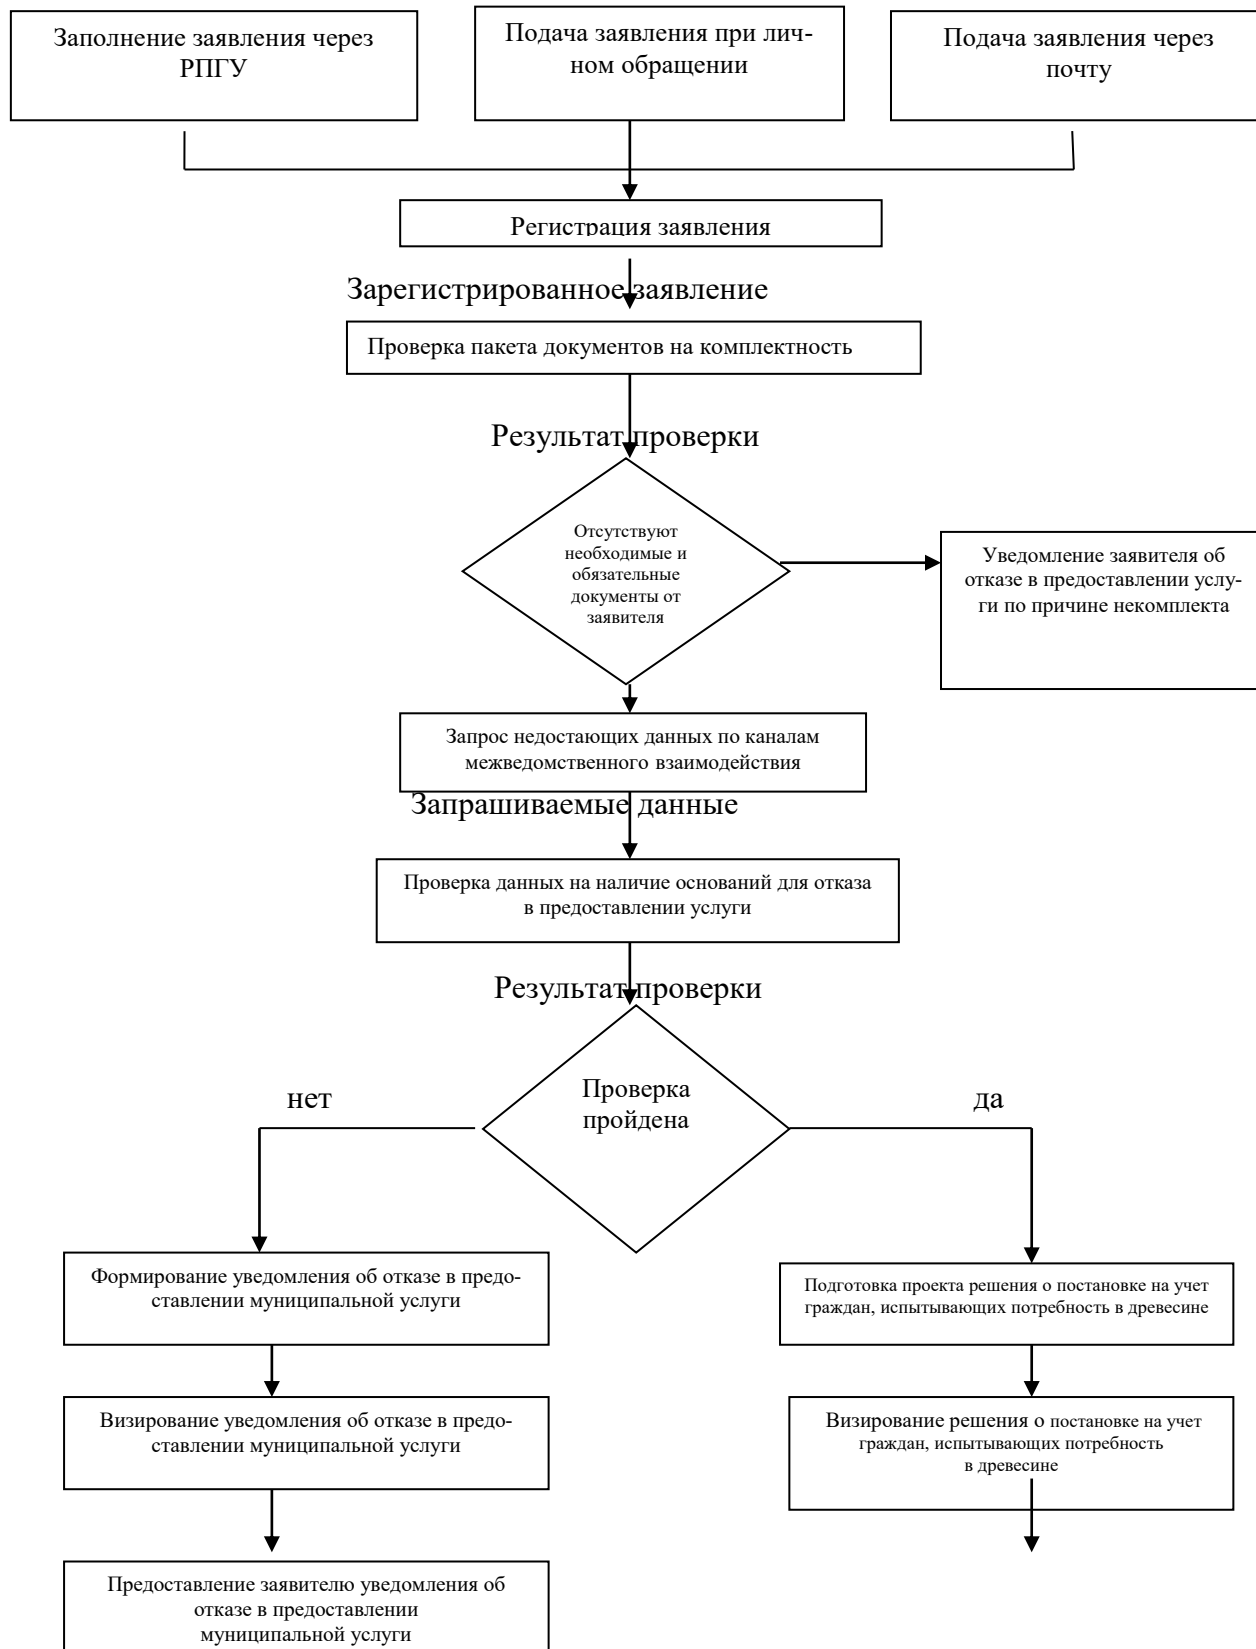 Заполнение заявления через
РПГУ
Подача заявления при лич-
ном обращении
Подача заявления через
почту
Регистрация заявления
Зарегистрированное заявление
Проверка пакета документов на комплектность
Результат проверки
Отсутствуют
необходимые и
обязательные
документы от
заявителя
Уведомление заявителя об
отказе в предоставлении услу-
ги по причине некомплекта
Запрос недостающих данных по каналам
межведомственного взаимодействия
Запрашиваемые данные
Проверка данных на наличие оснований для отказа
в предоставлении услуги
Результат проверки
Проверка
пройдена
нет
да
Формирование уведомления об отказе в предо-
ставлении муниципальной услуги
Подготовка проекта решения о постановке на учет
граждан, испытывающих потребность в древесине
Визирование уведомления об отказе в предо-
ставлении муниципальной услуги
Визирование решения о постановке на учет
граждан, испытывающих потребность
в древесине
Предоставление заявителю уведомления об
отказе в предоставлении
муниципальной услуги